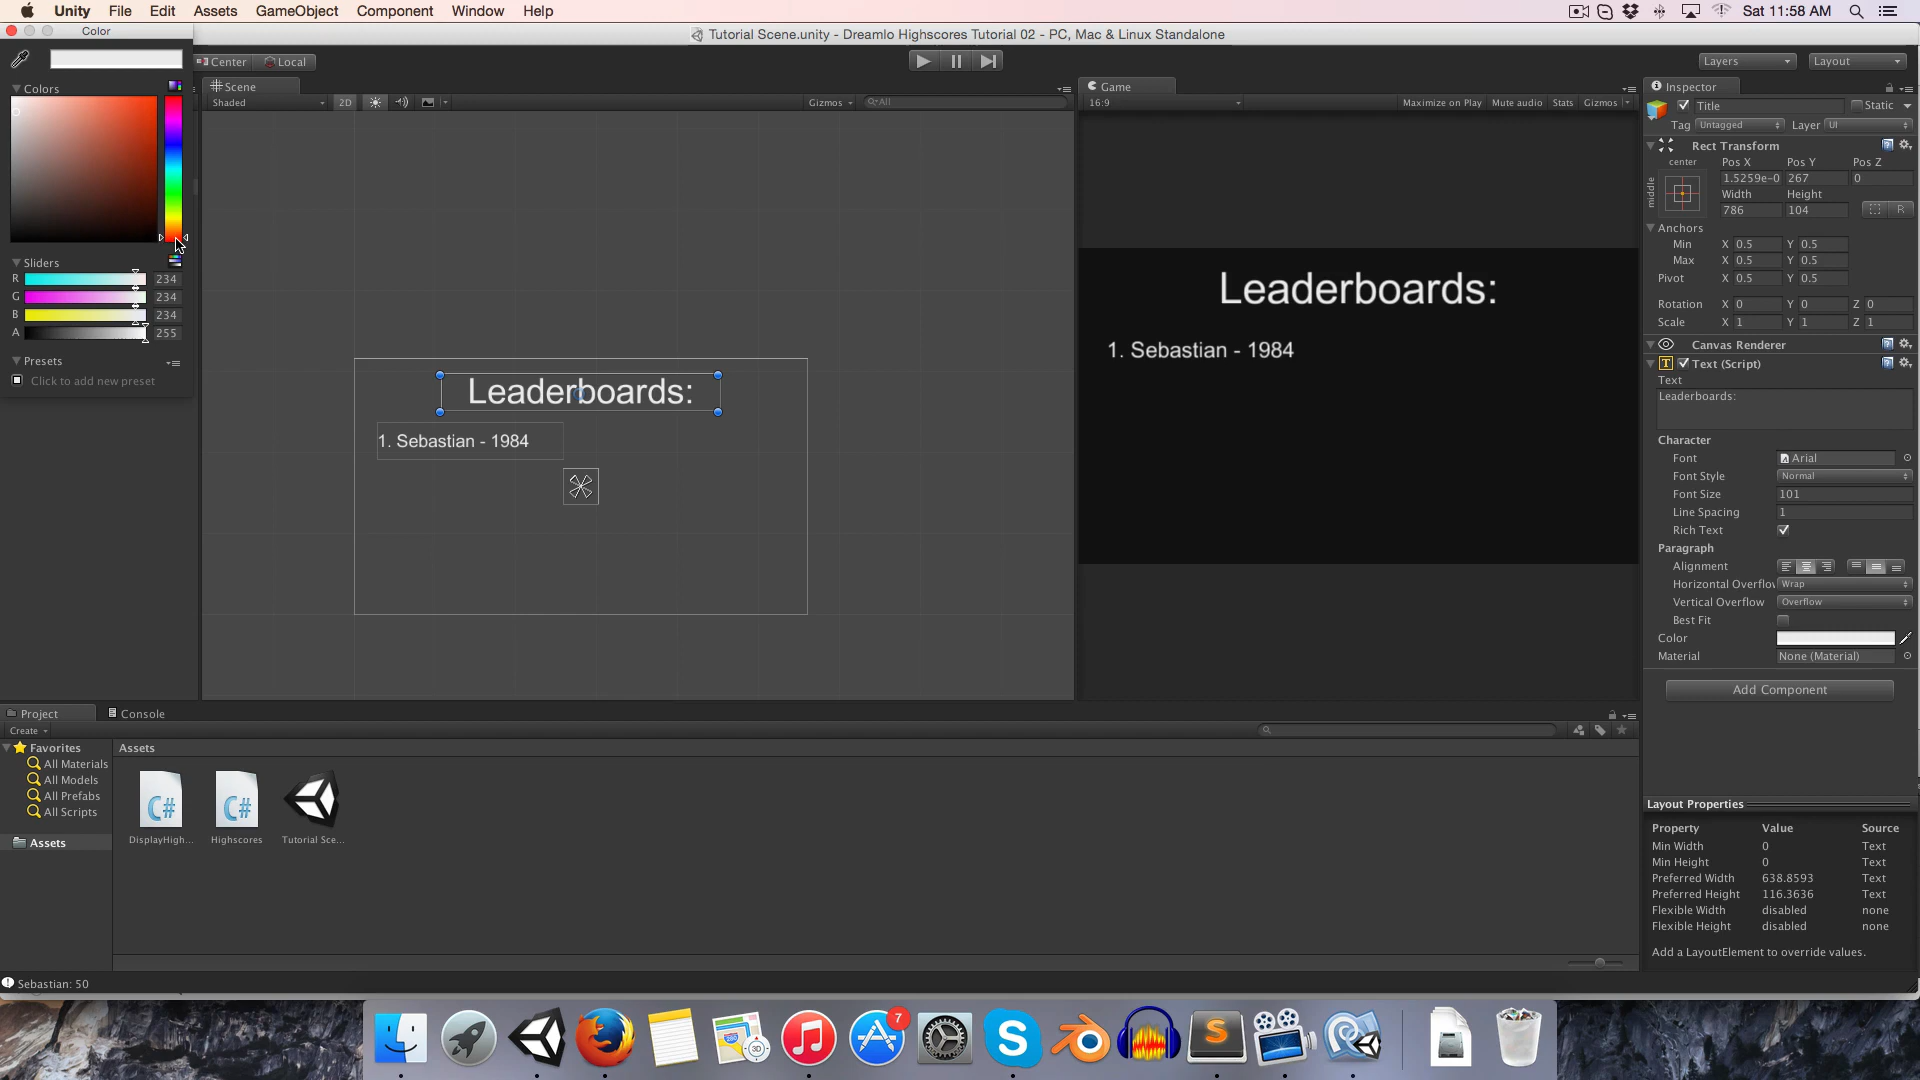 Unity File Edit Assets GameObject Component Window Help
Sat 11:58 AM
Color
Tutorial Scene.unity - Dreamlo Highscores Tutorial 02 - PC, Mac & Linux Standalone
Center Local
Layers Layout
Colors
Sliders
R 234
G 234
B 234
A 255
Presets
Click to add new preset
Scene
Shaded 2D Gizmos All
Leaderboards:
1. Sebastian - 1984
Game
16:9 Maximize on Play Mute audio Stats Gizmos
Leaderboards:
1. Sebastian - 1984
Inspector
Title Static
Tag Untagged Layer UI
Rect Transform
center Pos X Pos Y Pos Z
middle 1.5259e-0 267 0
Width Height
786 104 R
Anchors
Min X 0.5 Y 0.5
Max X 0.5 Y 0.5
Pivot X 0.5 Y 0.5
Rotation X 0 Y 0 Z 0
Scale X 1 Y 1 Z 1
Canvas Renderer
Text (Script)
Text
Leaderboards:
Character
Font Arial
Font Style Normal
Font Size 101
Line Spacing 1
Rich Text
Paragraph
Alignment
Horizontal Overflov Wrap
Vertical Overflow Overflow
Best Fit
Color
Material None (Material)
Add Component
Layout Properties
Property Value Source
Min Width 0 Text
Min Height 0 Text
Preferred Width 638.8593 Text
Preferred Height 116.3636 Text
Flexible Width disabled none
Flexible Height disabled none
Add a LayoutElement to override values.
Project Console
Create
Favorites
All Materials
All Models
All Prefabs
All Scripts
Assets
Assets
C# C#
DisplayHigh... Highscores Tutorial Sce...
Sebastian: 50
7
280
3D